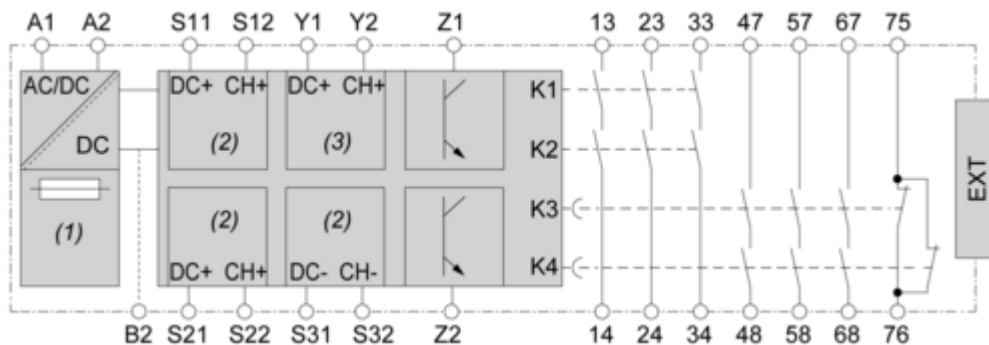 A1 A2 S11 S12 Y1 Y2 Z1 13 23 33 47 57 67 75
AC/DC DC+ CH+ DC+ CH+ K1
DC (2) (3) K2
(1) (2) (2) K3
DC+ CH+ DC- CH- K4
EXT
B2 S21 S22 S31 S32 Z2 14 24 34 48 58 68 76